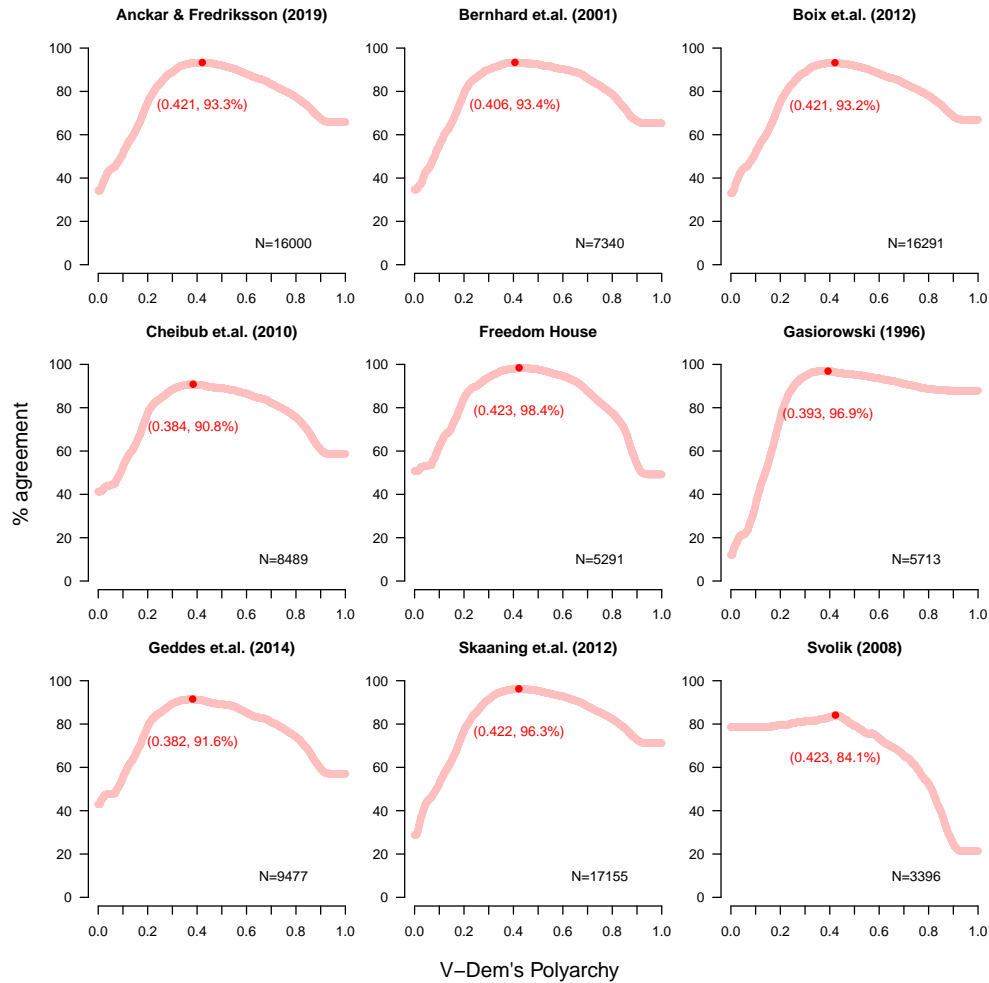 Anckar & Fredriksson (2019)
100
80
60
40
20
0
(0.421, 93.3%)
N=16000
0.0 0.2 0.4 0.6 0.8 1.0
Bernhard et.al. (2001)
100
80
60
40
20
0
(0.406, 93.4%)
N=7340
0.0 0.2 0.4 0.6 0.8 1.0
Boix et.al. (2012)
100
80
60
40
20
0
(0.421, 93.2%)
N=16291
0.0 0.2 0.4 0.6 0.8 1.0
Cheibub et.al. (2010)
100
80
60
40
20
0
(0.384, 90.8%)
N=8489
0.0 0.2 0.4 0.6 0.8 1.0
Freedom House
100
80
60
40
20
0
(0.423, 98.4%)
N=5291
0.0 0.2 0.4 0.6 0.8 1.0
Gasiorowski (1996)
100
80
60
40
20
0
(0.393, 96.9%)
N=5713
0.0 0.2 0.4 0.6 0.8 1.0
Geddes et.al. (2014)
100
80
60
40
20
0
(0.382, 91.6%)
N=9477
0.0 0.2 0.4 0.6 0.8 1.0
Skaaning et.al. (2012)
100
80
60
40
20
0
(0.422, 96.3%)
N=17155
0.0 0.2 0.4 0.6 0.8 1.0
Svolik (2008)
100
80
60
40
20
0
(0.423, 84.1%)
N=3396
0.0 0.2 0.4 0.6 0.8 1.0
% agreement
V−Dem's Polyarchy